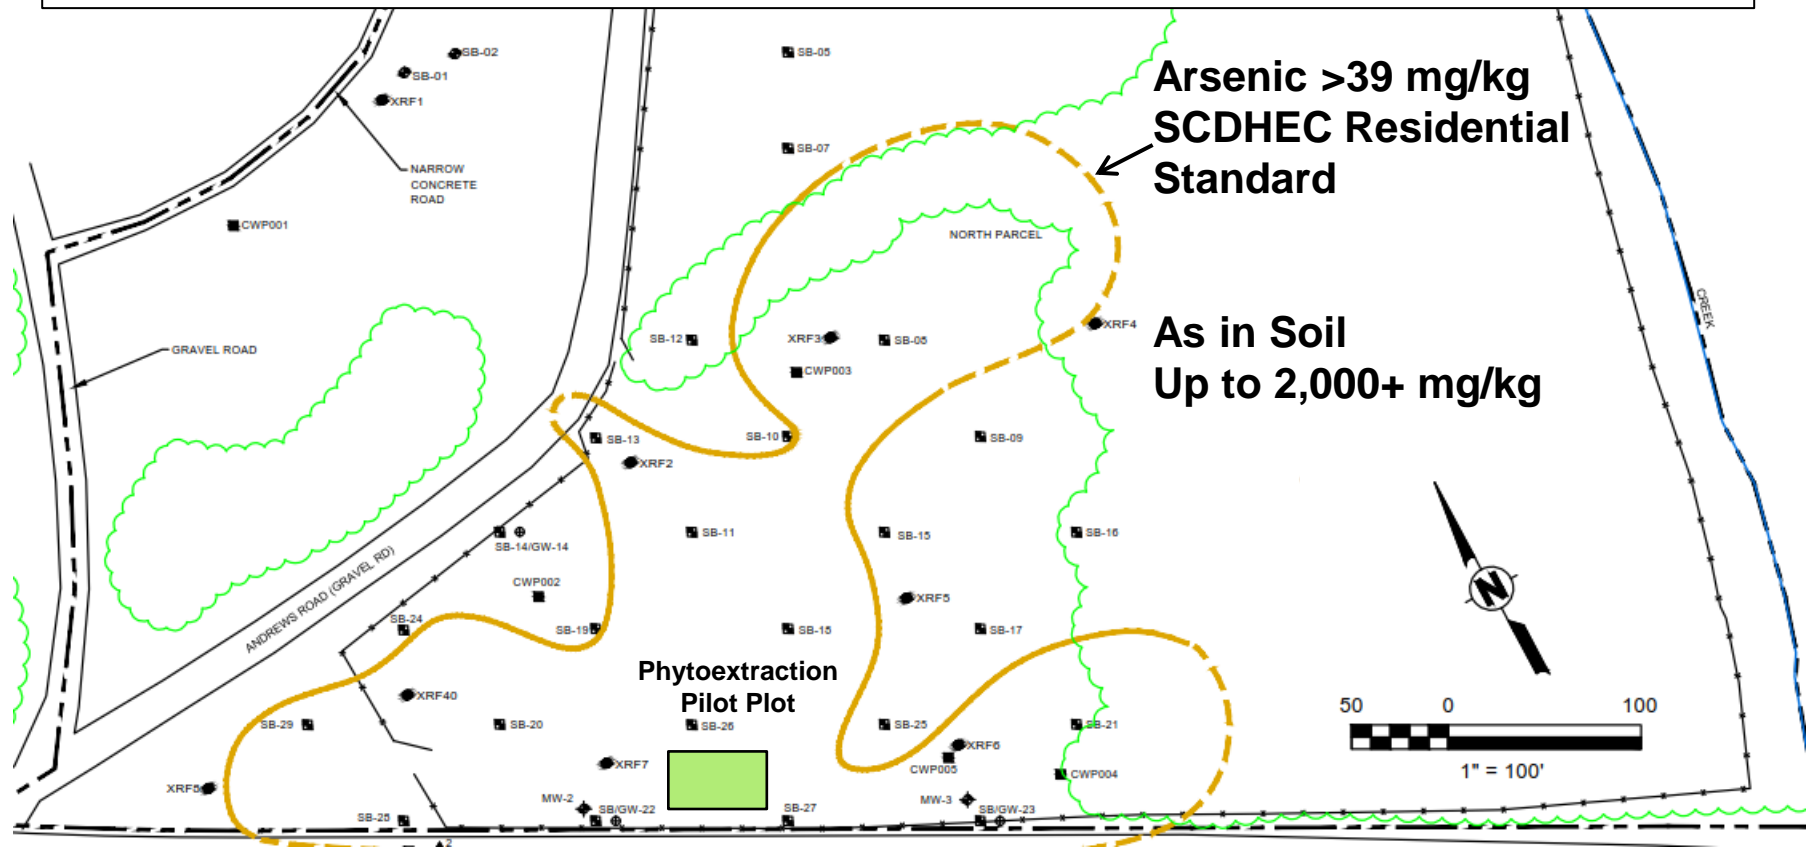 SB-02
SB-01
XRF1
SB-05
Arsenic >39 mg/kg
SCDHEC Residential
Standard
SB-07
NARROW
CONCRETE
ROAD
CWP001
NORTH PARCEL
CREEK
GRAVEL ROAD
SB-12
XRF3
SB-08
XRF4
CWP003
As in Soil
Up to 2,000+ mg/kg
SB-13
SB-10
SB-09
XRF2
SB-14/GW-14
SB-11
SB-15
SB-16
ANDREWS ROAD (GRAVEL RD)
CWP002
XRF5
SB-24
SB-19
SB-15
SB-17
N
Phytoextraction
Pilot Plot
XRF40
SB-29
SB-20
SB-26
SB-25
SB-21
50 0 100
1" = 100'
XRF6
CWP005
CWP004
XRF7
XRF8
MW-2
SB/GW-22
SB-27
MW-3
SB/GW-23
SB-28
2